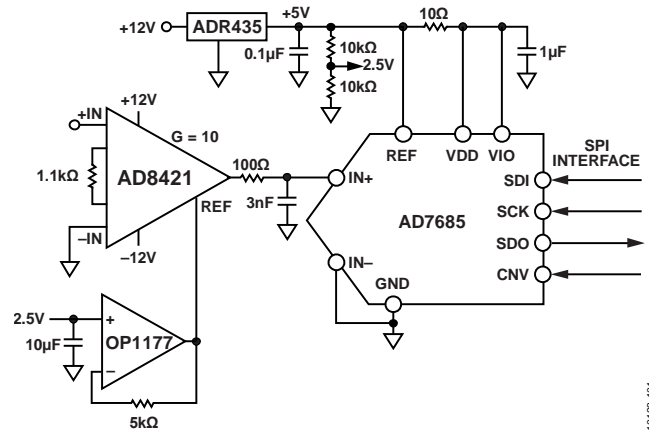 +12V ADR435 +5V 10Ω
0.1µF 10kΩ 2.5V 1µF
10kΩ
+IN +12V
G = 10
REF VDD VIO SPI
INTERFACE
1.1kΩ AD8421 100Ω IN+ SDI
REF 3nF AD7685 SCK
–IN SDO
–12V IN– GND CNV
2.5V +
10µF OP1177
–
5kΩ